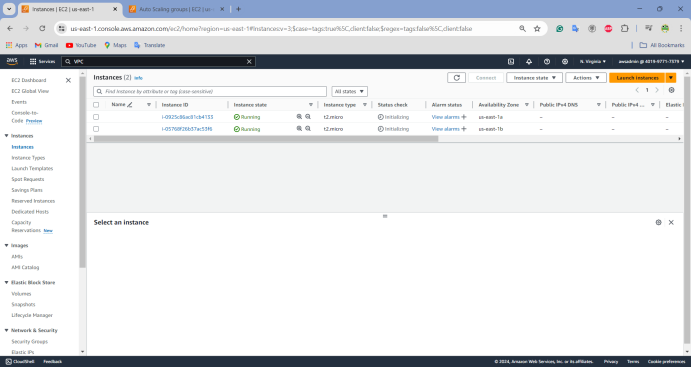 Instances | EC2 | us-east-1
Auto Scaling groups | EC2 | us-e
us-east-1.console.aws.amazon.com/ec2/home?region=us-east-1#Instances:v=3;$case=tags:true%5C,client:false;$regex=tags:false%5C,client:false
Apps
Gmail
YouTube
Maps
Translate
All Bookmarks
aws
Services
VPC
N. Virginia
awsadmin @ 4019-9771-7579
EC2 Dashboard
EC2 Global View
Events
Console-to-
Code Preview
Instances
Instances
Instance Types
Launch Templates
Spot Requests
Savings Plans
Reserved Instances
Dedicated Hosts
Capacity
Reservations New
Images
AMIs
AMI Catalog
Elastic Block Store
Volumes
Snapshots
Lifecycle Manager
Network & Security
Security Groups
Elastic IPs
Instances (2) Info
Connect
Instance state
Actions
Launch instances
Find Instance by attribute or tag (case-sensitive)
All states
1
Name Instance ID Instance state Instance type Status check Alarm status Availability Zone Public IPv4 DNS Public IPv4 ... Elastic I
i-0925c86ac91cb4133 Running t2.micro Initializing View alarms + us-east-1a – –
i-05768f26b37ac53f6 Running t2.micro Initializing View alarms + us-east-1b – –
Select an instance
CloudShell
Feedback
© 2024, Amazon Web Services, Inc. or its affiliates.
Privacy
Terms
Cookie preferences